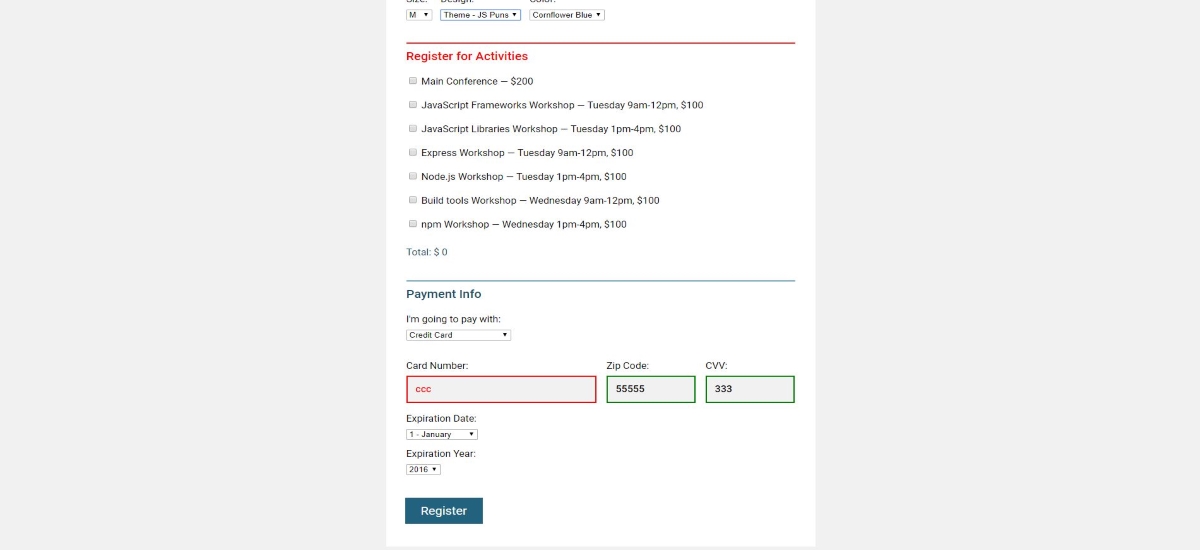 Size: Design: Color:
M Theme - JS Puns Cornflower Blue
Register for Activities
Main Conference — $200
JavaScript Frameworks Workshop — Tuesday 9am-12pm, $100
JavaScript Libraries Workshop — Tuesday 1pm-4pm, $100
Express Workshop — Tuesday 9am-12pm, $100
Node.js Workshop — Tuesday 1pm-4pm, $100
Build tools Workshop — Wednesday 9am-12pm, $100
npm Workshop — Wednesday 1pm-4pm, $100
Total: $ 0
Payment Info
I'm going to pay with:
Credit Card
Card Number: Zip Code: CVV:
ccc 55555 333
Expiration Date:
1 - January
Expiration Year:
2016
Register